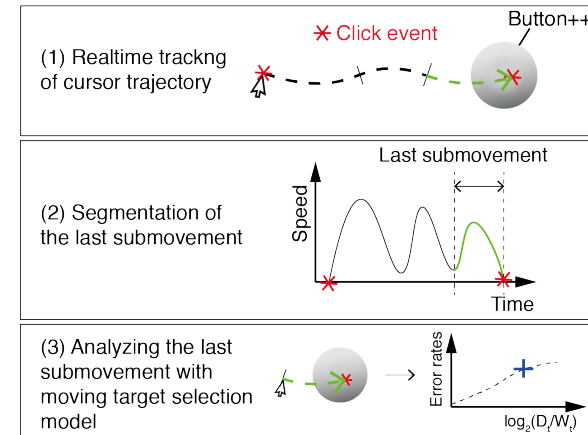 Button++
Click event
(1) Realtime trackng
of cursor trajectory
Last submovement
(2) Segmentation of
the last submovement
Speed
Time
(3) Analyzing the last
submovement with
moving target selection
model
Error rates
log₂(Dₜ/Wₜ)